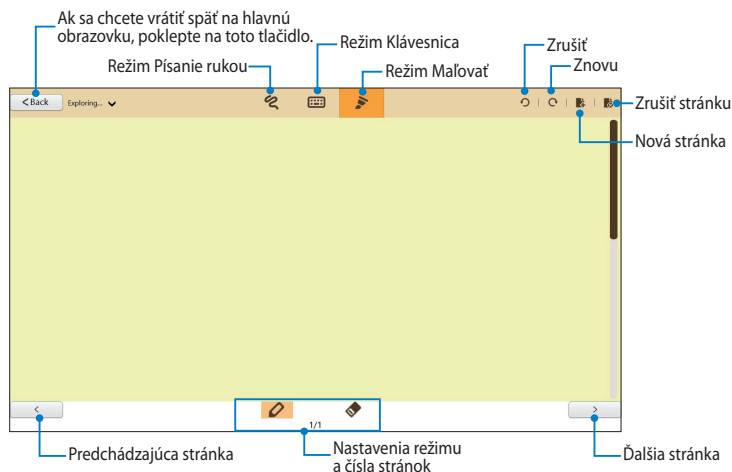 Ak sa chcete vrátiť späť na hlavnú
obrazovku, poklepte na toto tlačidlo.
Režim Klávesnica
Zrušiť
Režim Písanie rukou
Režim Maľovať
Znovu
< Back
Exploring...
Zrušiť stránku
Nová stránka
<
1/1
>
Predchádzajúca stránka
Nastavenia režimu
a čísla stránok
Ďalšia stránka